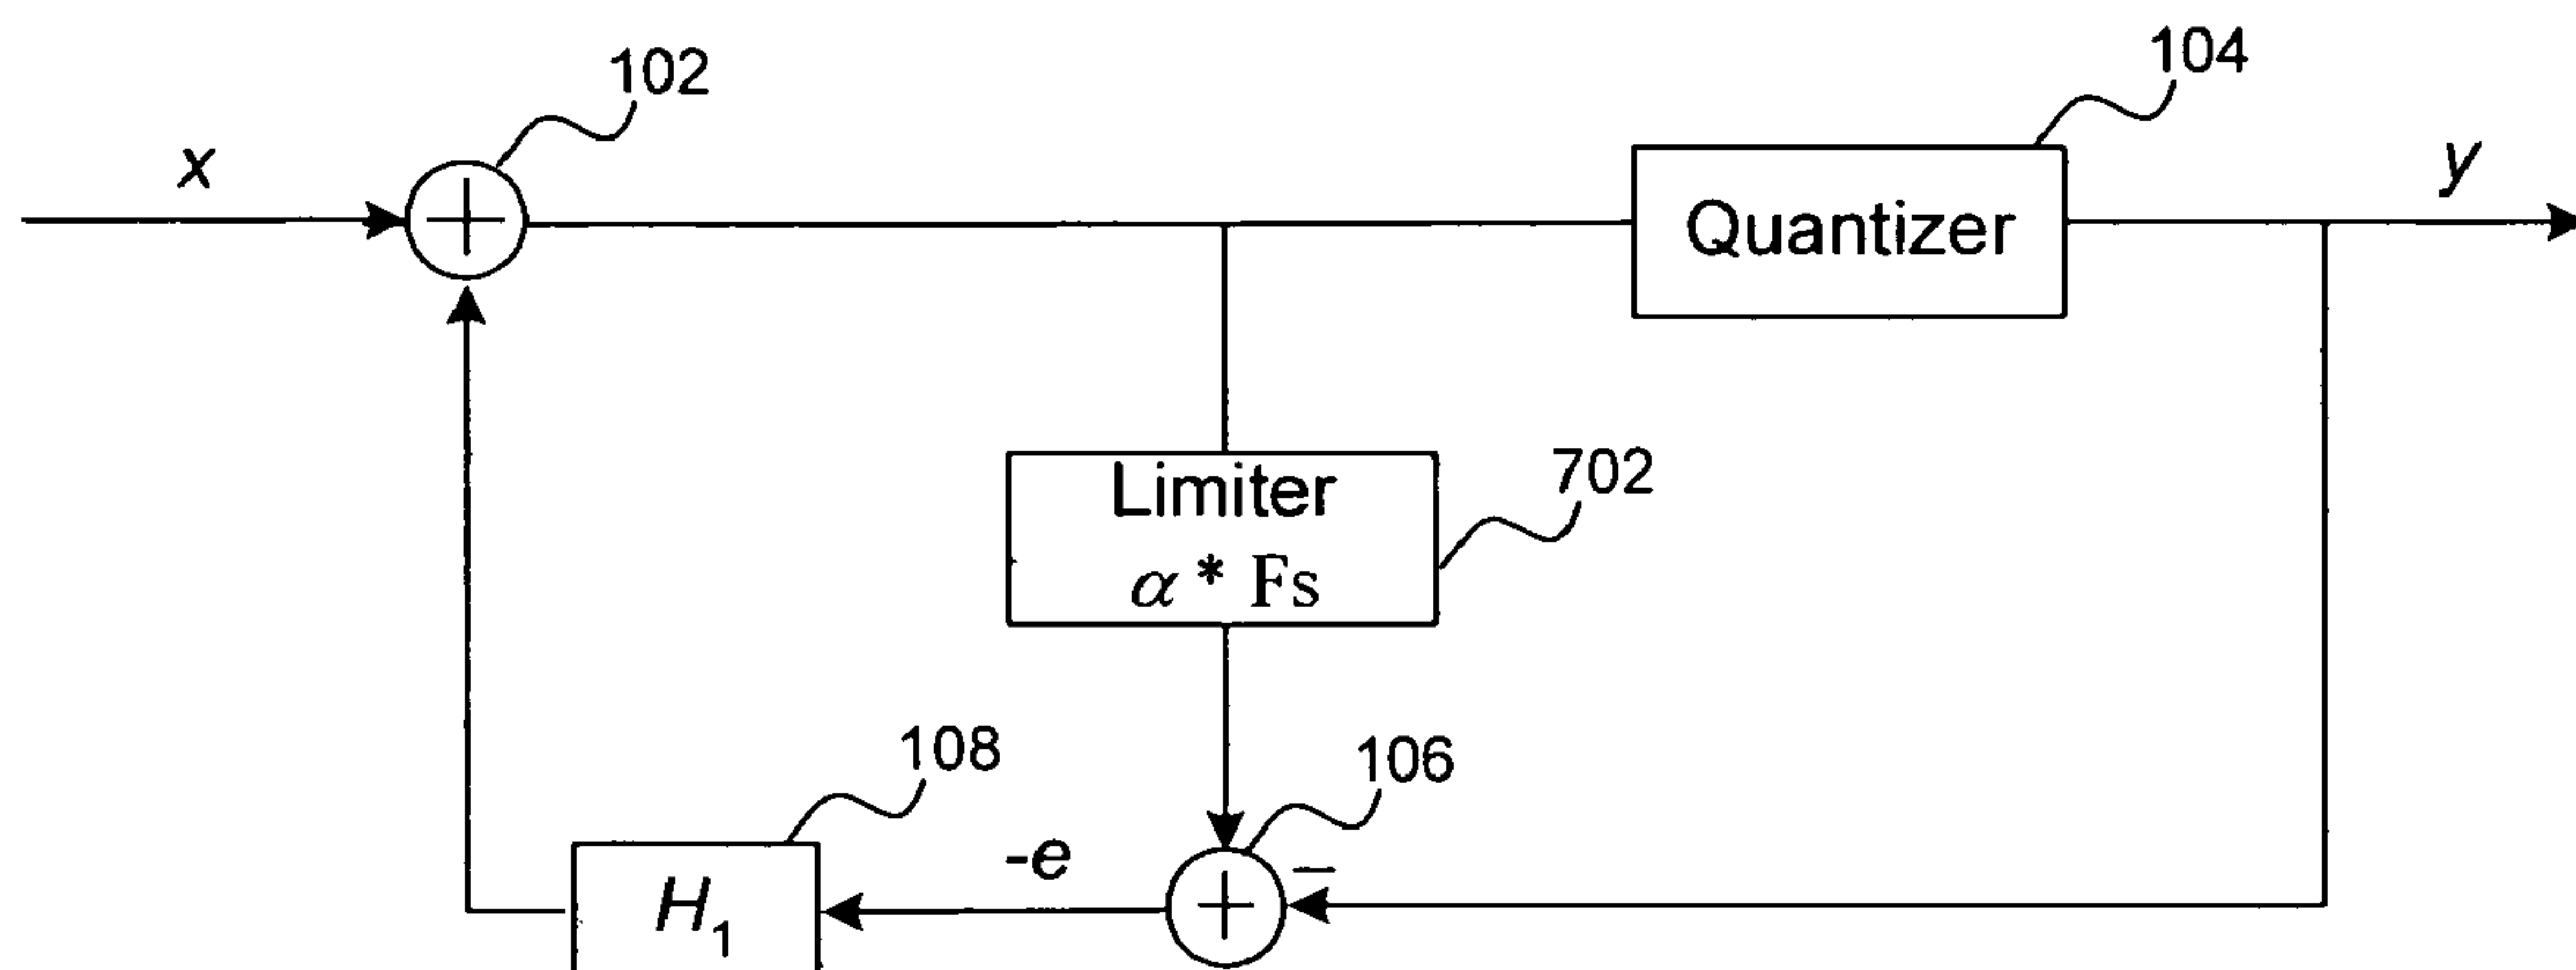 102
104
x
y
Quantizer
Limiter
α * Fs
702
108
106
-e
−
H₁